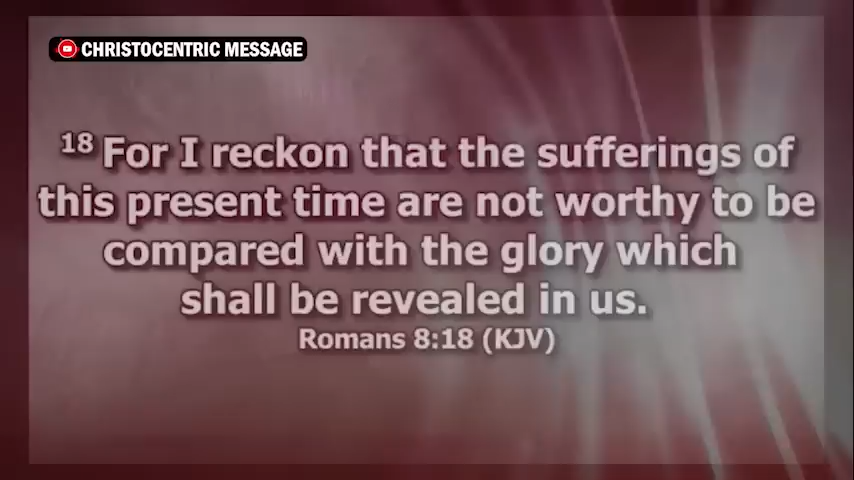 CHRISTOCENTRIC MESSAGE
18 For I reckon that the sufferings of
this present time are not worthy to be
compared with the glory which
shall be revealed in us.
Romans 8:18 (KJV)